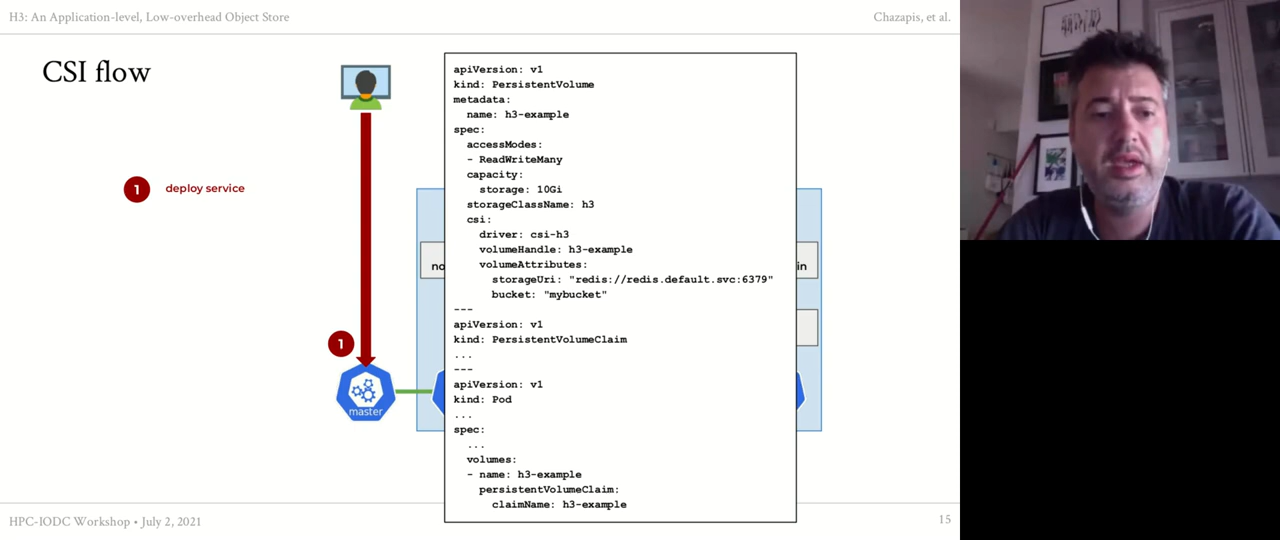 H3: An Application-level, Low-overhead Object Store
Chazapis, et al.
CSI flow
1 deploy service
1
master
no
in
apiVersion: v1
kind: PersistentVolume
metadata:
  name: h3-example
spec:
  accessModes:
  - ReadWriteMany
  capacity:
    storage: 10Gi
  storageClassName: h3
  csi:
    driver: csi-h3
    volumeHandle: h3-example
    volumeAttributes:
      storageUri: "redis://redis.default.svc:6379"
      bucket: "mybucket"
---
apiVersion: v1
kind: PersistentVolumeClaim
...
---
apiVersion: v1
kind: Pod
...
spec:
  ...
  volumes:
  - name: h3-example
    persistentVolumeClaim:
      claimName: h3-example
HPC-IODC Workshop • July 2, 2021
15